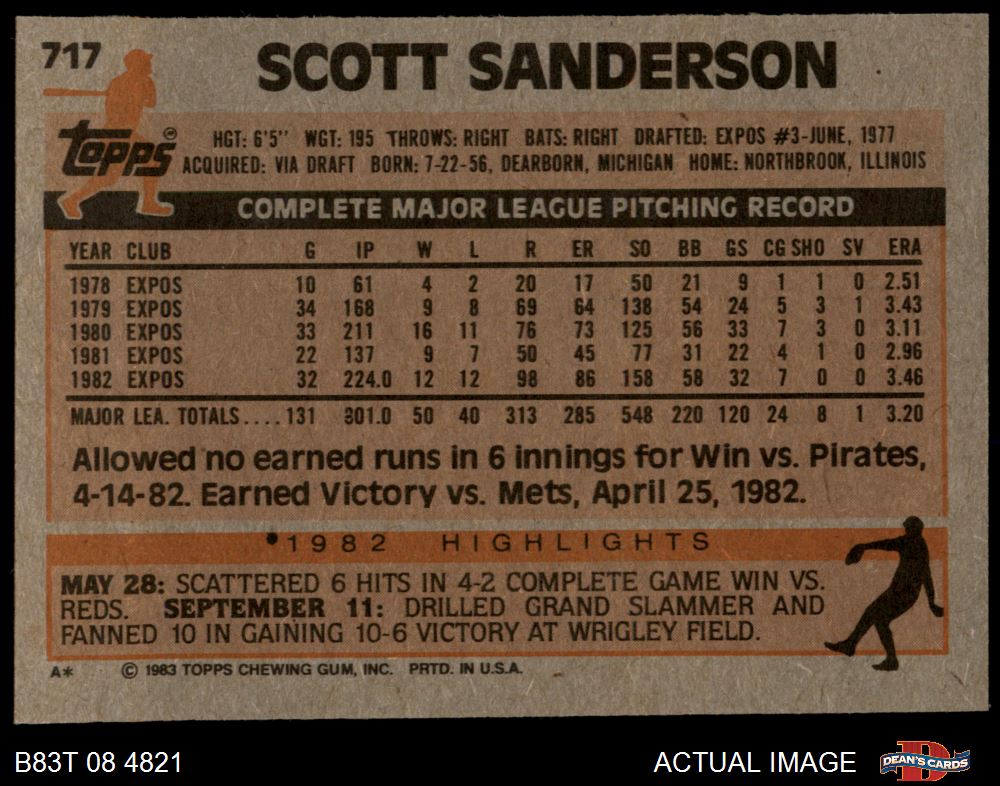 717
SCOTT SANDERSON
topps
HGT: 6'5" WGT: 195 THROWS: RIGHT BATS: RIGHT DRAFTED: EXPOS #3-JUNE, 1977
ACQUIRED: VIA DRAFT BORN: 7-22-56, DEARBORN, MICHIGAN HOME: NORTHBROOK, ILLINOIS
COMPLETE MAJOR LEAGUE PITCHING RECORD
YEAR CLUB G IP W L R ER SO BB GS CG SHO SV ERA
1978 EXPOS 10 61 4 2 20 17 50 21 9 1 1 0 2.51
1979 EXPOS 34 168 9 8 69 64 138 54 24 5 3 1 3.43
1980 EXPOS 33 211 16 11 76 73 125 56 33 7 3 0 3.11
1981 EXPOS 22 137 9 7 50 45 77 31 22 4 1 0 2.96
1982 EXPOS 32 224.0 12 12 98 86 158 58 32 7 0 0 3.46
MAJOR LEA. TOTALS....131 801.0 50 40 313 285 548 220 120 24 8 1 3.20
Allowed no earned runs in 6 innings for Win vs. Pirates,
4-14-82. Earned Victory vs. Mets, April 25, 1982.
1982 HIGHLIGHTS
MAY 28: SCATTERED 6 HITS IN 4-2 COMPLETE GAME WIN VS.
REDS. SEPTEMBER 11: DRILLED GRAND SLAMMER AND
FANNED 10 IN GAINING 10-6 VICTORY AT WRIGLEY FIELD.
A* © 1983 TOPPS CHEWING GUM, INC. PRTD. IN U.S.A.
B83T 08 4821
ACTUAL IMAGE
DEAN'S CARDS